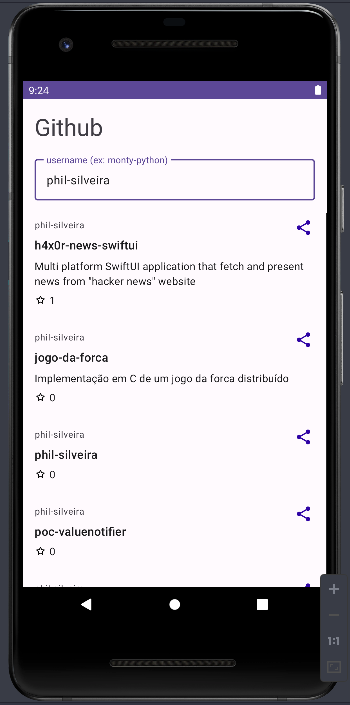 9:24
Github
username (ex: monty-python)
phil-silveira
phil-silveira
h4x0r-news-swiftui
Multi platform SwiftUI application that fetch and present
news from "hacker news" website
1
phil-silveira
jogo-da-forca
Implementação em C de um jogo da forca distribuído
0
phil-silveira
phil-silveira
0
phil-silveira
poc-valuenotifier
0
1:1